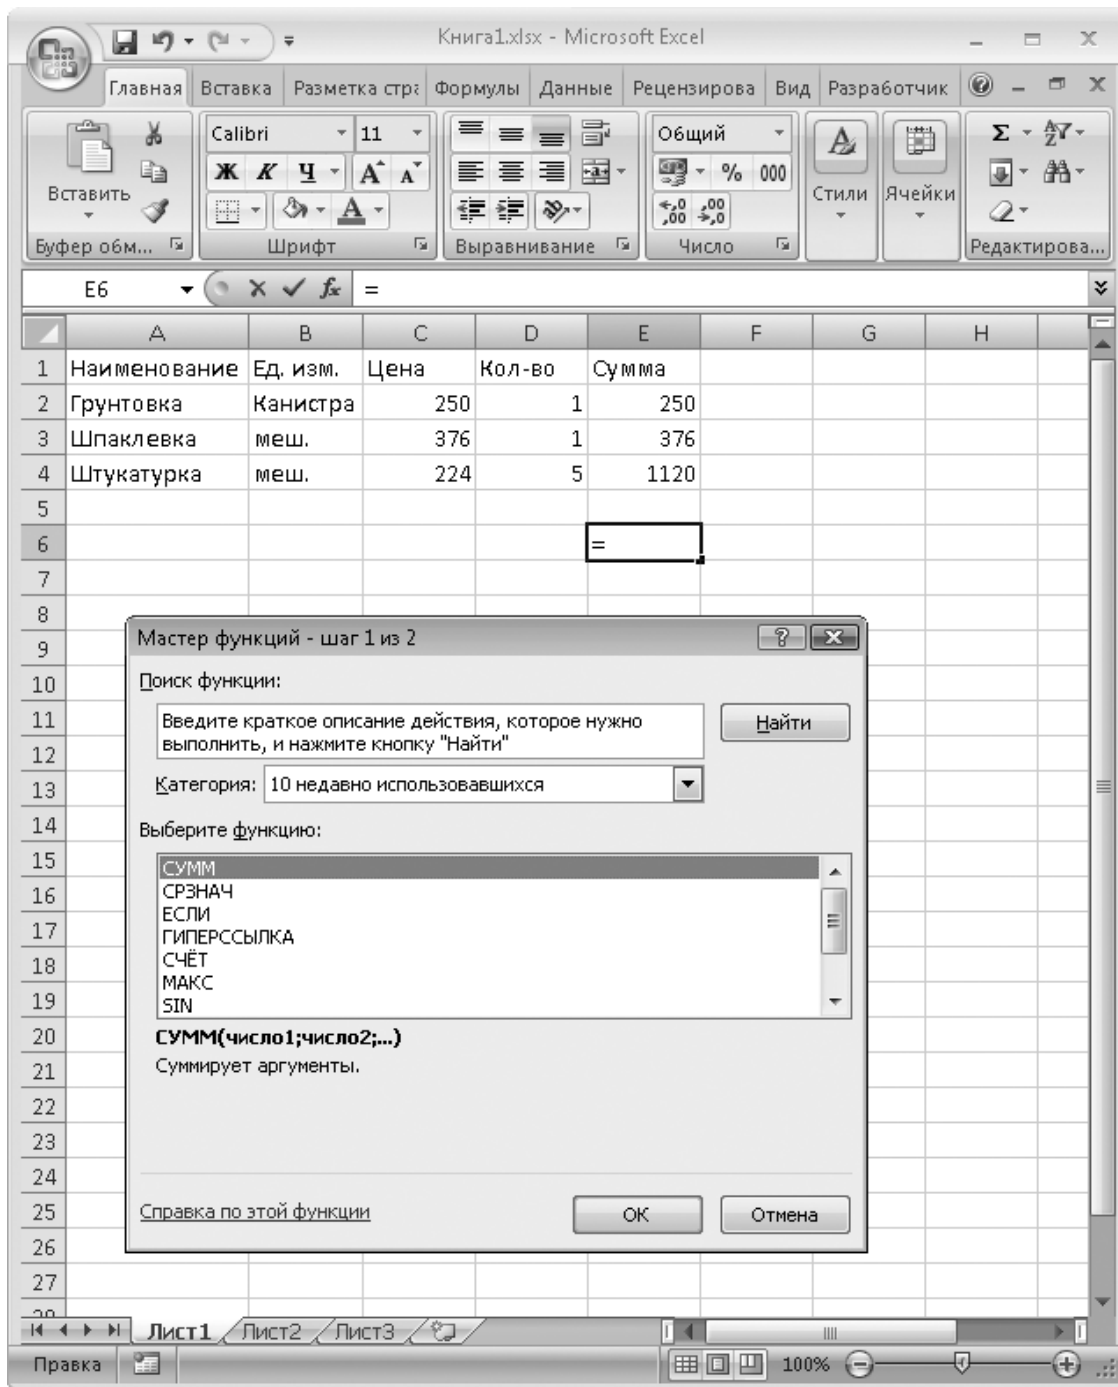 Книга1.xlsx - Microsoft Excel
Главная Вставка Разметка стра Формулы Данные Рецензирова Вид Разработчик
Вставить
Calibri 11
Ж К Ч
А А
А
Общий
% 000
,0 ,00
,00 ,0
Стили
Ячейки
Σ
Буфер обм... Шрифт Выравнивание Число Редактирова...
E6 fx =
A B C D E F G H
1 Наименование Ед. изм. Цена Кол-во Сумма
2 Грунтовка Канистра 250 1 250
3 Шпаклевка меш. 376 1 376
4 Штукатурка меш. 224 5 1120
5
6 =
7
8
9
10
11
12
13
14
15
16
17
18
19
20
21
22
23
24
25
26
27
Мастер функций - шаг 1 из 2
Поиск функции:
Введите краткое описание действия, которое нужно
выполнить, и нажмите кнопку "Найти"
Найти
Категория: 10 недавно использовавшихся
Выберите функцию:
СУММ
СРЗНАЧ
ЕСЛИ
ГИПЕРССЫЛКА
СЧЁТ
МАКС
SIN
СУММ(число1;число2;...)
Суммирует аргументы.
Справка по этой функции
ОК
Отмена
Лист1 Лист2 Лист3
Правка 100%